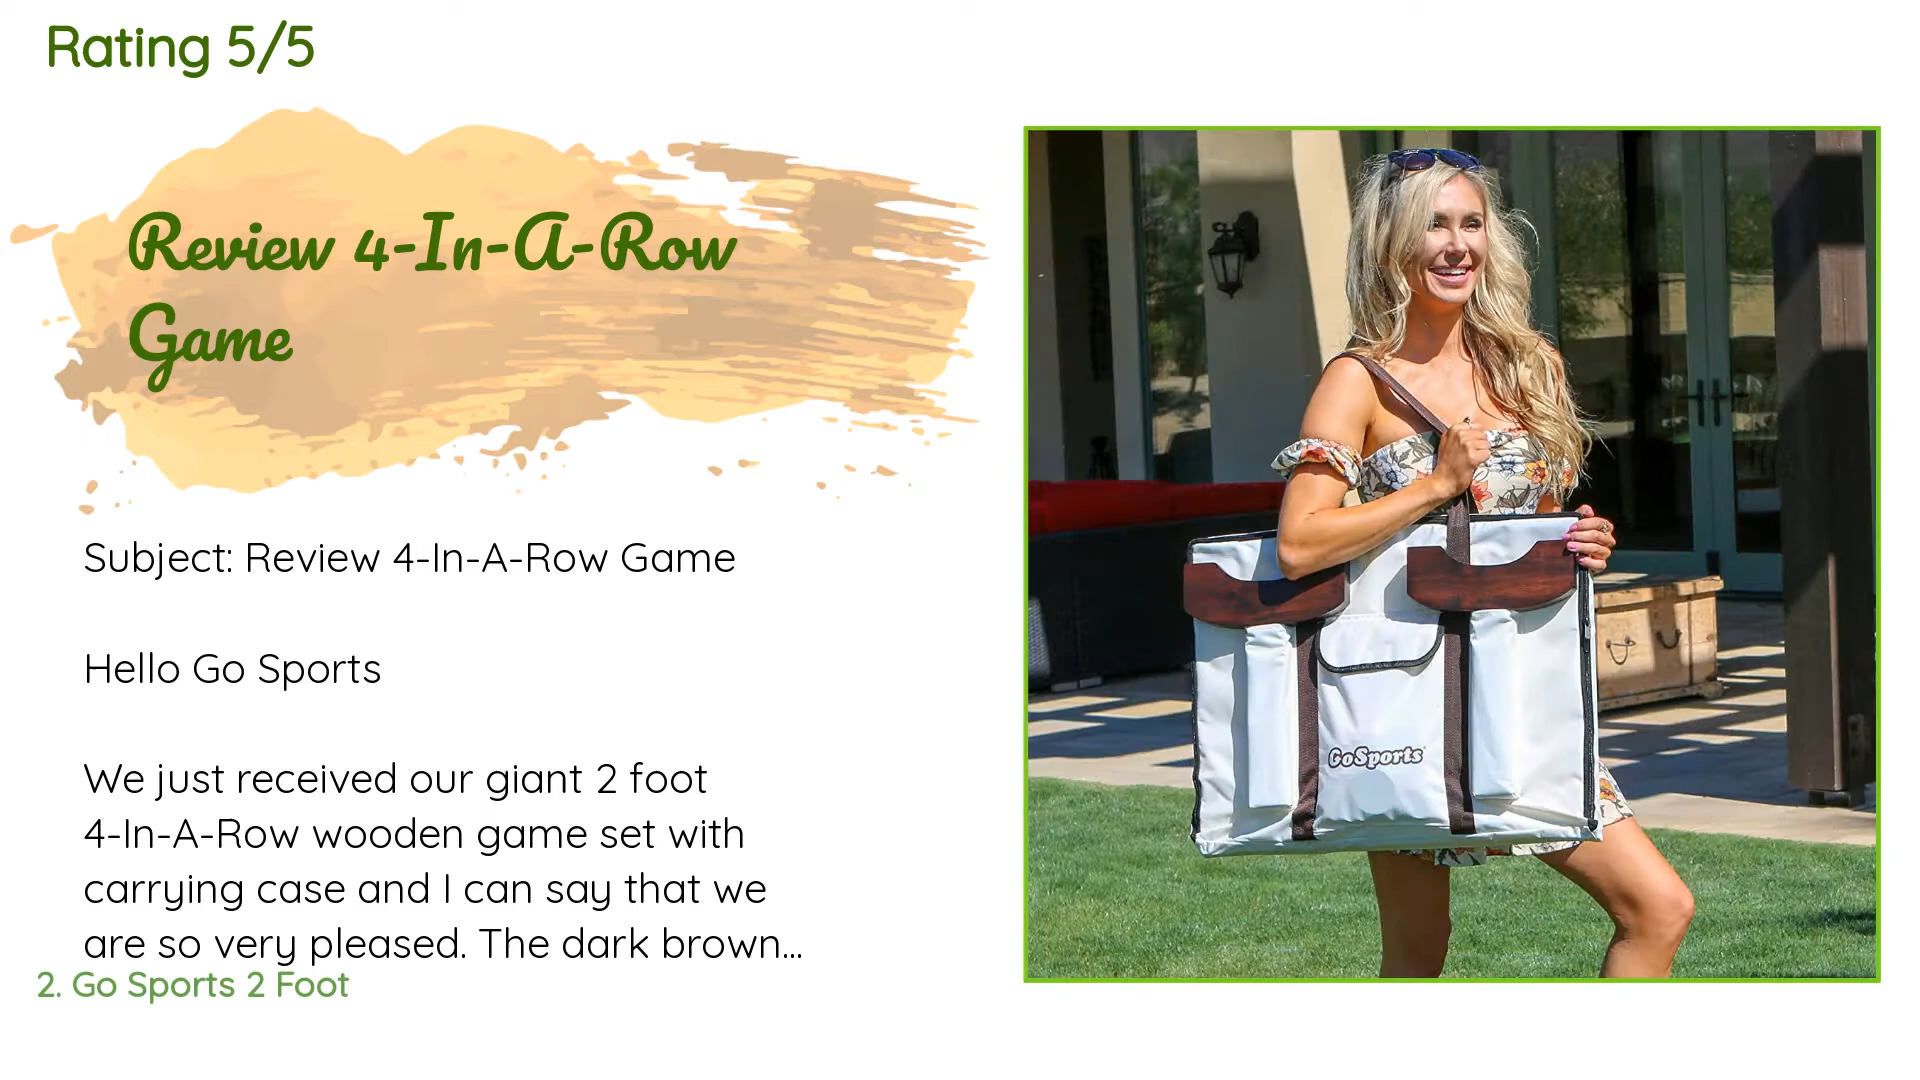 Rating 5/5
Review 4-In-A-Row
Game
Subject: Review 4-In-A-Row Game
Hello Go Sports
We just received our giant 2 foot
4-In-A-Row wooden game set with
carrying case and I can say that we
are so very pleased. The dark brown...
2. Go Sports 2 Foot
GoSports